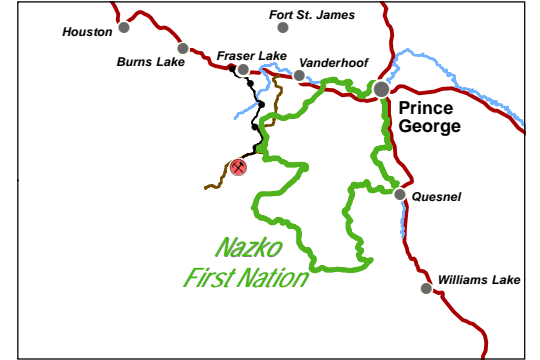 Fort St. James
Houston
Burns Lake
Fraser Lake
Vanderhoof
Prince
George
Quesnel
Nazko
First Nation
Williams Lake